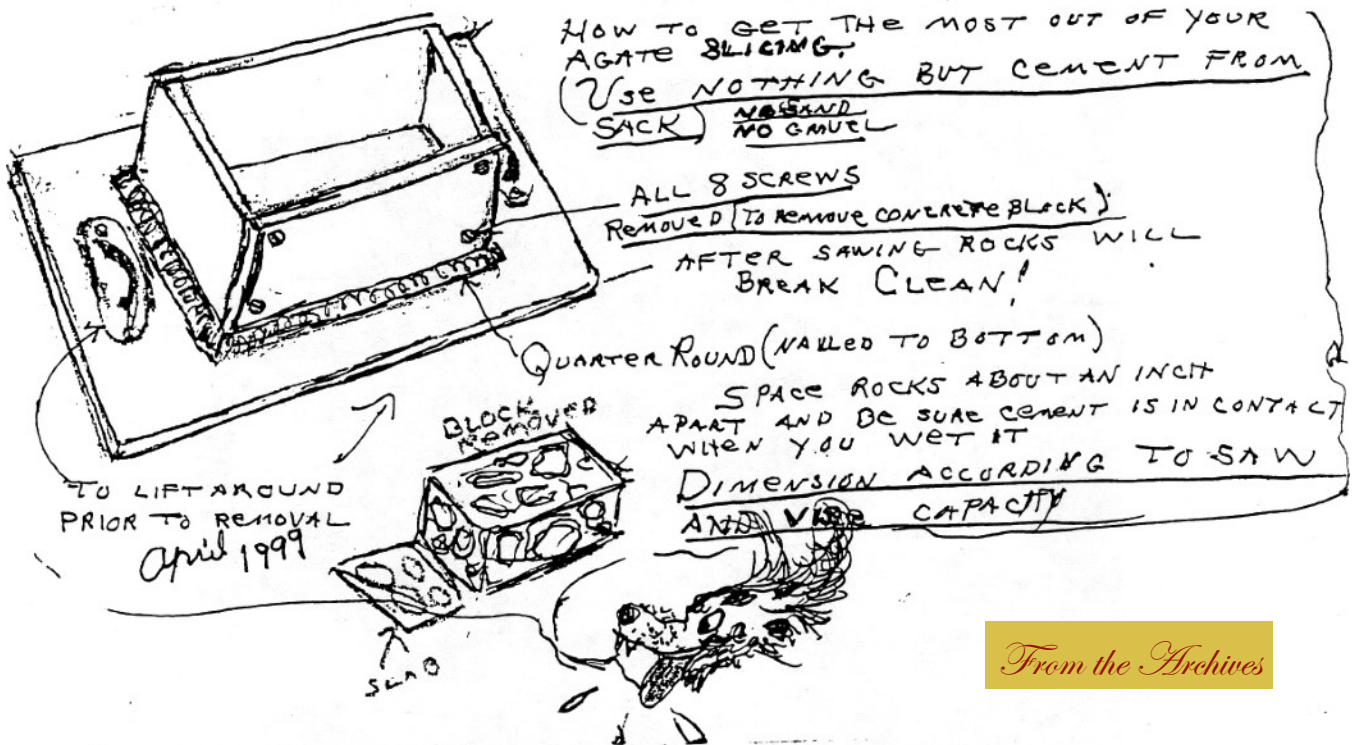 HOW TO GET THE MOST OUT OF YOUR
AGATE SLICING.
(USE NOTHING BUT CEMENT FROM
SACK) NO SAND
NO GRAVEL
ALL 8 SCREWS
REMOVED (TO REMOVE CONCRETE BLOCK)
AFTER SAWING ROCKS WILL
BREAK CLEAN!
QUARTER ROUND (NAILED TO BOTTOM)
SPACE ROCKS ABOUT AN INCH
APART AND BE SURE CEMENT IS IN CONTACT
WHEN YOU WET IT
DIMENSION ACCORDING TO SAW
AND VISE CAPACITY
BLOCK
REMOVED
TO LIFT AROUND
PRIOR TO REMOVAL
April 1999
SLAB
From the Archives